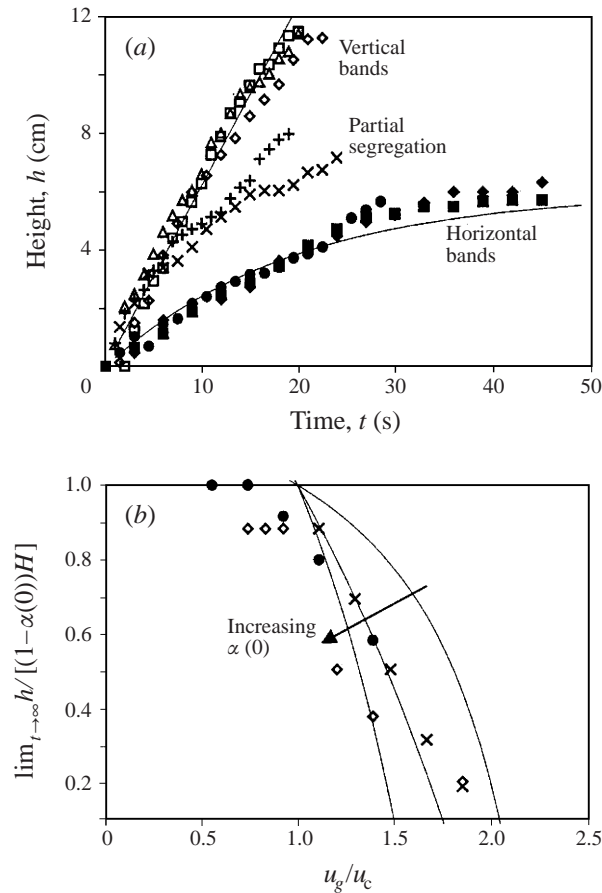 12
(a)
Vertical
bands
8
Partial
segregation
Height, h (cm)
4
Horizontal
bands
0
10
20
30
40
50
Time, t (s)
1.0
(b)
0.8
Increasing
α (0)
0.6
0.4
0.2
lim t→∞ h/ [(1−α(0))H]
0
0.5
1.0
1.5
2.0
2.5
u_g/u_c